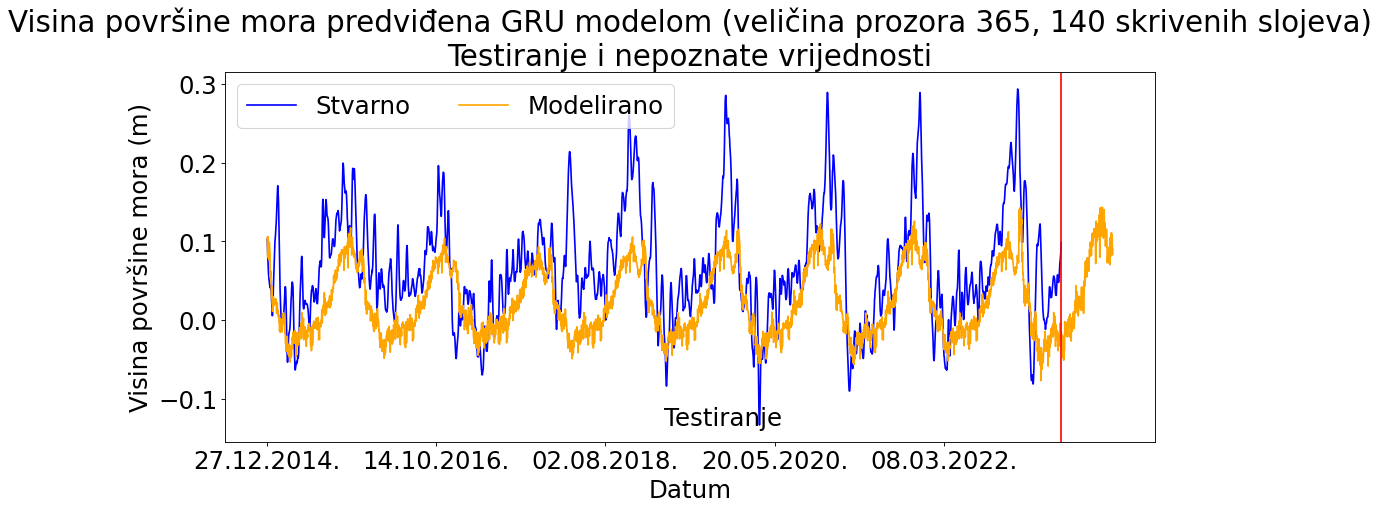 Visina površine mora predviđena GRU modelom (veličina prozora 365, 140 skrivenih slojeva)
Testiranje i nepoznate vrijednosti
Stvarno
Modelirano
Visina površine mora (m)
0.3
0.2
0.1
0.0
−0.1
Testiranje
27.12.2014.
14.10.2016.
02.08.2018.
20.05.2020.
08.03.2022.
Datum